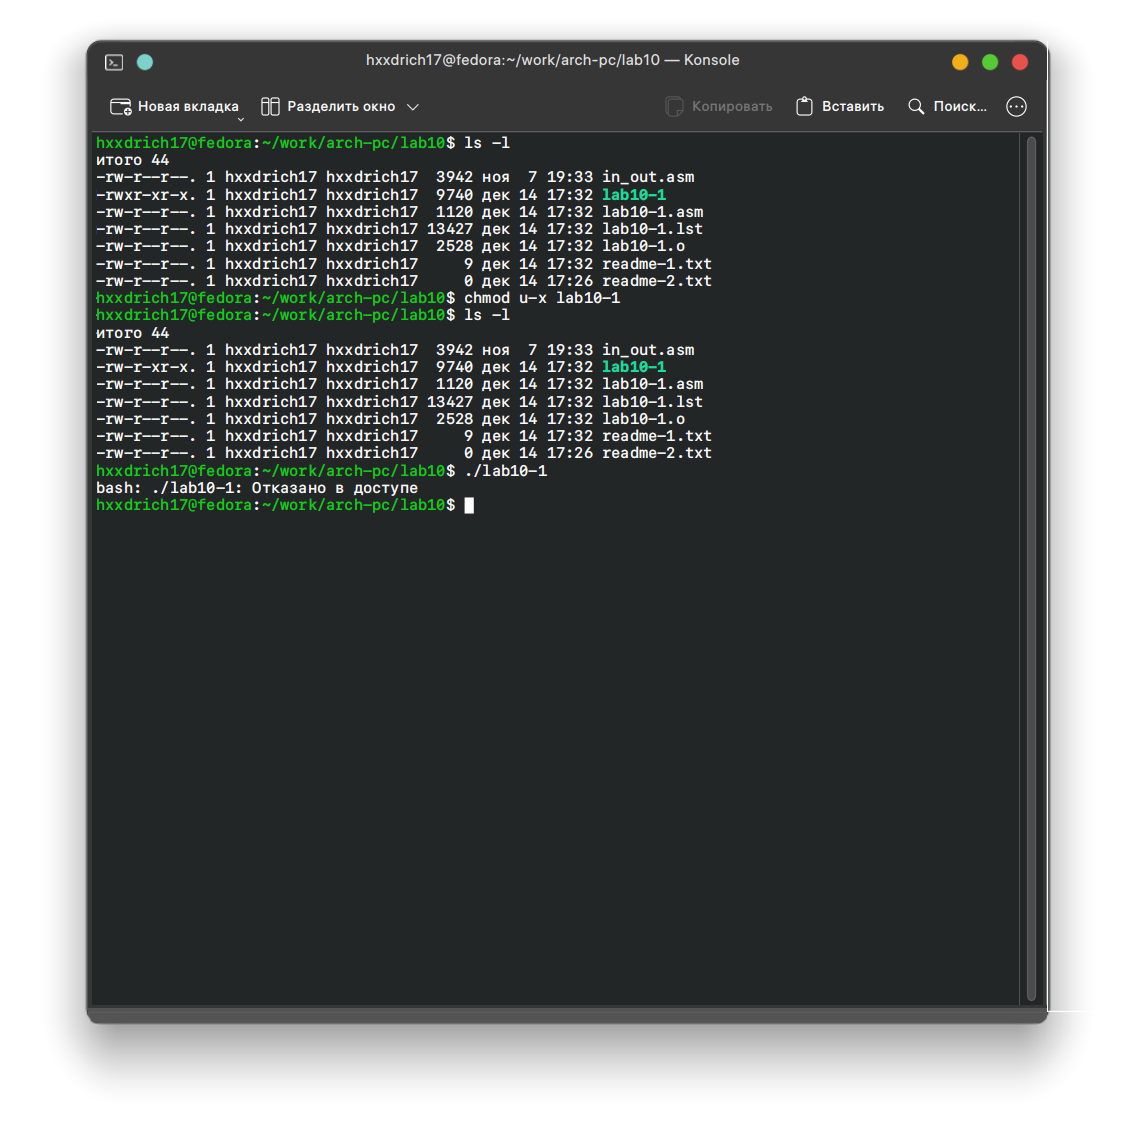 hxxdrich17@fedora:~/work/arch-pc/lab10 — Konsole
Новая вкладка Разделить окно Копировать Вставить Поиск...
hxxdrich17@fedora:~/work/arch-pc/lab10$ ls -l
итого 44
-rw-r--r--. 1 hxxdrich17 hxxdrich17  3942 ноя  7 19:33 in_out.asm
-rwxr-xr-x. 1 hxxdrich17 hxxdrich17  9740 дек 14 17:32 lab10-1
-rw-r--r--. 1 hxxdrich17 hxxdrich17  1120 дек 14 17:32 lab10-1.asm
-rw-r--r--. 1 hxxdrich17 hxxdrich17 13427 дек 14 17:32 lab10-1.lst
-rw-r--r--. 1 hxxdrich17 hxxdrich17  2528 дек 14 17:32 lab10-1.o
-rw-r--r--. 1 hxxdrich17 hxxdrich17     9 дек 14 17:32 readme-1.txt
-rw-r--r--. 1 hxxdrich17 hxxdrich17     0 дек 14 17:26 readme-2.txt
hxxdrich17@fedora:~/work/arch-pc/lab10$ chmod u-x lab10-1
hxxdrich17@fedora:~/work/arch-pc/lab10$ ls -l
итого 44
-rw-r--r--. 1 hxxdrich17 hxxdrich17  3942 ноя  7 19:33 in_out.asm
-rw-r-xr-x. 1 hxxdrich17 hxxdrich17  9740 дек 14 17:32 lab10-1
-rw-r--r--. 1 hxxdrich17 hxxdrich17  1120 дек 14 17:32 lab10-1.asm
-rw-r--r--. 1 hxxdrich17 hxxdrich17 13427 дек 14 17:32 lab10-1.lst
-rw-r--r--. 1 hxxdrich17 hxxdrich17  2528 дек 14 17:32 lab10-1.o
-rw-r--r--. 1 hxxdrich17 hxxdrich17     9 дек 14 17:32 readme-1.txt
-rw-r--r--. 1 hxxdrich17 hxxdrich17     0 дек 14 17:26 readme-2.txt
hxxdrich17@fedora:~/work/arch-pc/lab10$ ./lab10-1
bash: ./lab10-1: Отказано в доступе
hxxdrich17@fedora:~/work/arch-pc/lab10$